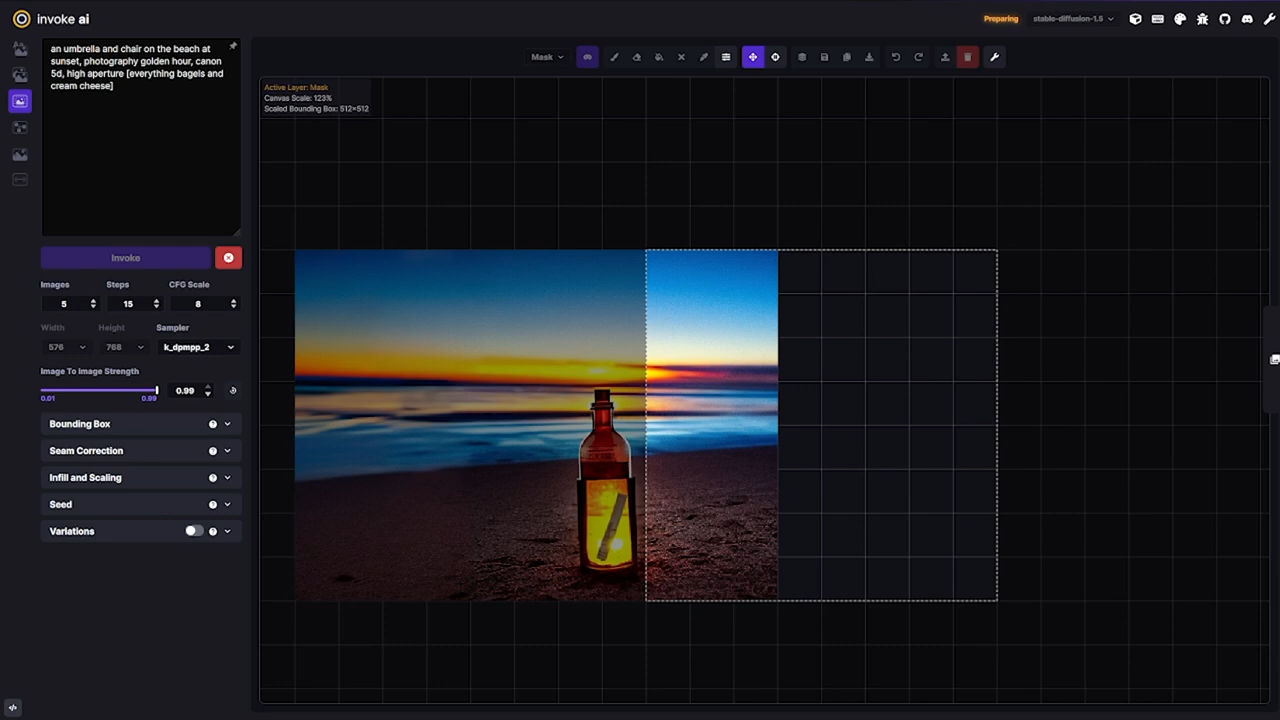 invoke ai
Preparing
stable-diffusion-1.5
an umbrella and chair on the beach at
sunset, photography golden hour, canon
5d, high aperture [everything bagels and
cream cheese]
Mask
Active Layer: Mask
Canvas Scale: 123%
Scaled Bounding Box: 512×512
Invoke
Images Steps CFG Scale
5 15 8
Width Height Sampler
576 768 k_dpmpp_2
Image To Image Strength
0.99
0.01 0.99
Bounding Box
Seam Correction
Infill and Scaling
Seed
Variations